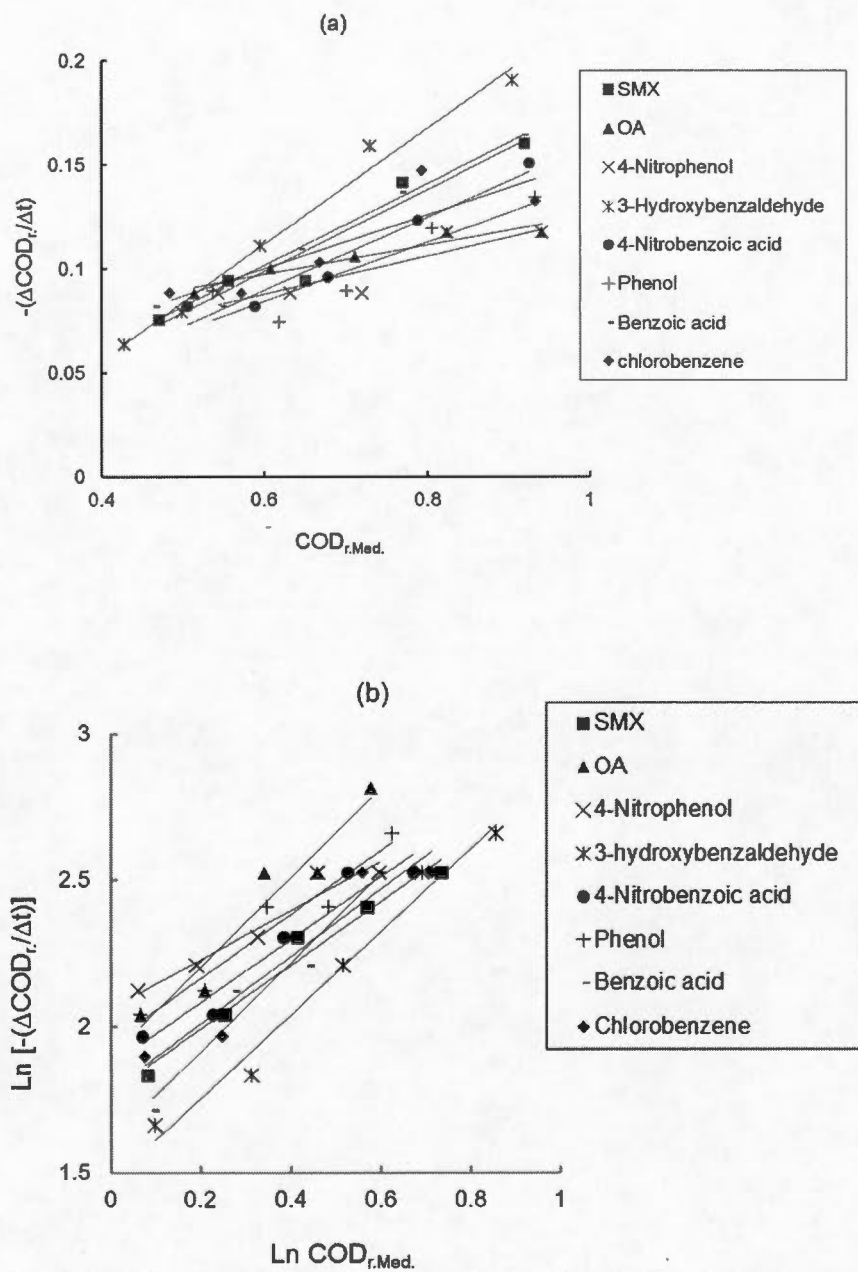 (a)
0.2
0.15
0.1
0.05
0
-(ΔCODr./Δt)
0.4
0.6
0.8
1
CODr.Med.
SMX
OA
4-Nitrophenol
3-Hydroxybenzaldehyde
4-Nitrobenzoic acid
Phenol
Benzoic acid
chlorobenzene
(b)
3
2.5
2
1.5
Ln [-(ΔCODr./Δt)]
0
0.2
0.4
0.6
0.8
1
Ln CODr.Med.
SMX
OA
4-Nitrophenol
3-hydroxybenzaldehyde
4-Nitrobenzoic acid
Phenol
Benzoic acid
Chlorobenzene